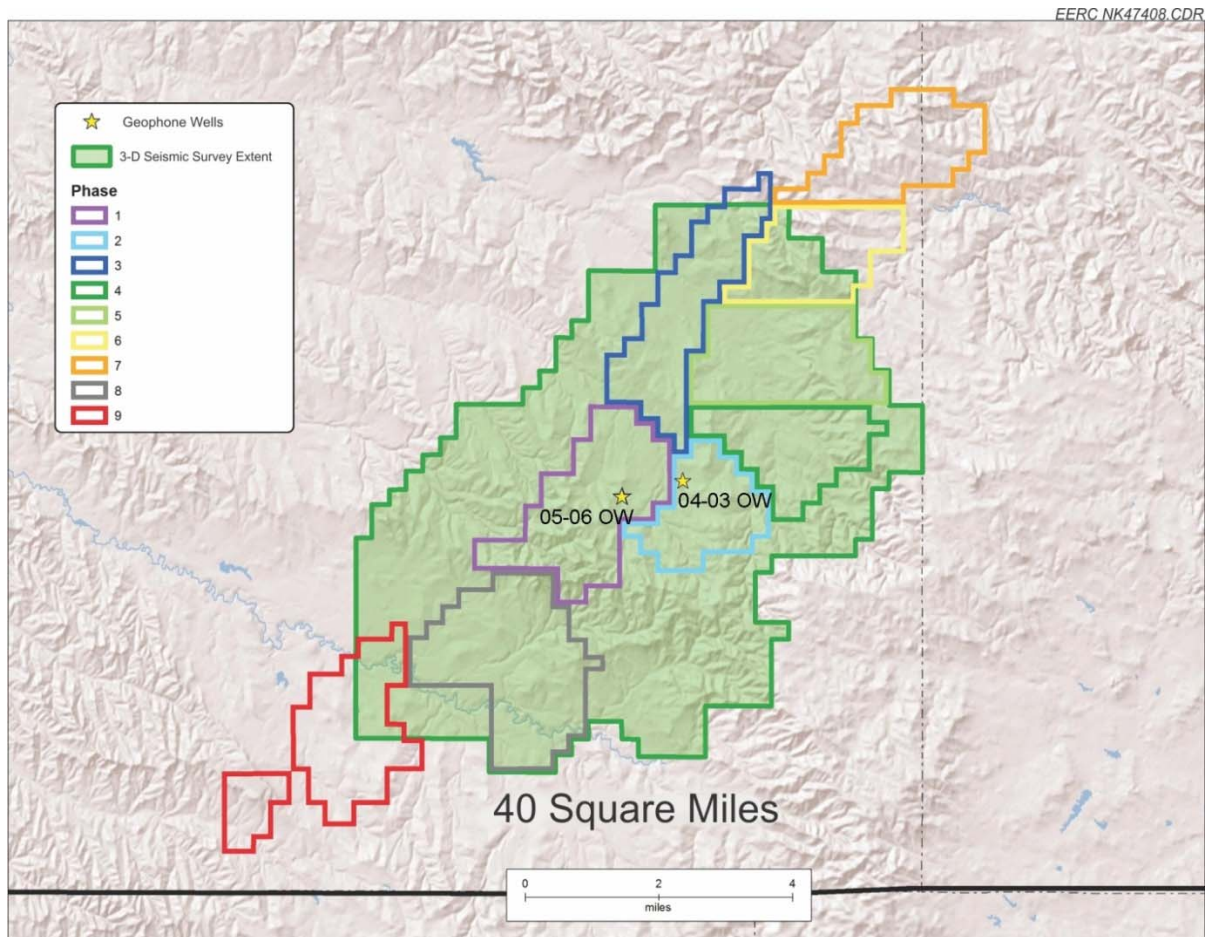 EERC NK47408.CDR
Geophone Wells
3-D Seismic Survey Extent
Phase
1
2
3
4
5
6
7
8
9
05-06 OW
04-03 OW
40 Square Miles
0 2 4
miles